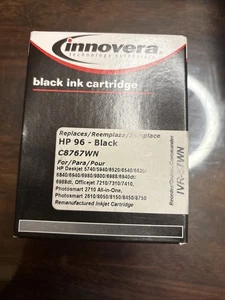 innovera
black ink cartridge
Replaces/Reemplaza/
HP 96 - Black
C8767WN
For/Para/Pour
HP Deskjet 5740/5940/6520/6540/6620/
6840/6940/6980/9800/6988/6940dt/
6988dt, Officejet 7210/7310/7410,
Photosmart 2710 All-in-One,
Photosmart 2610/8050/8150/8450/8750
Remanufactured Inkjet Cartridge